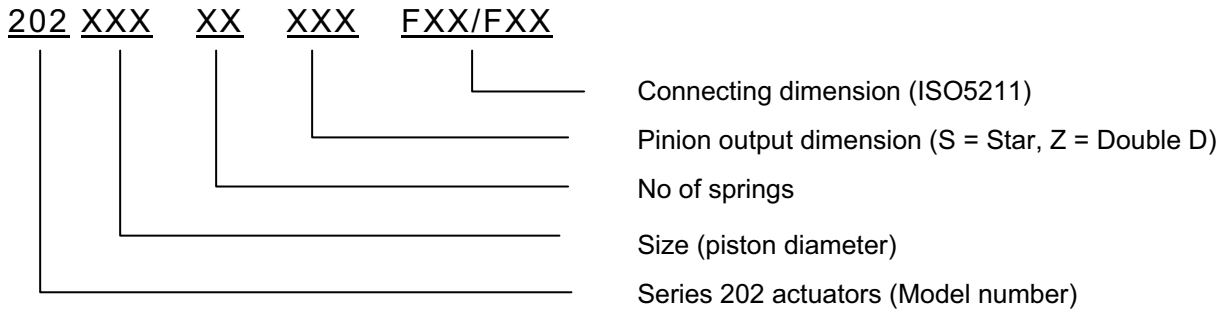 202 XXX XX XXX FXX/FXX
Connecting dimension (ISO5211)
Pinion output dimension (S = Star, Z = Double D)
No of springs
Size (piston diameter)
Series 202 actuators (Model number)